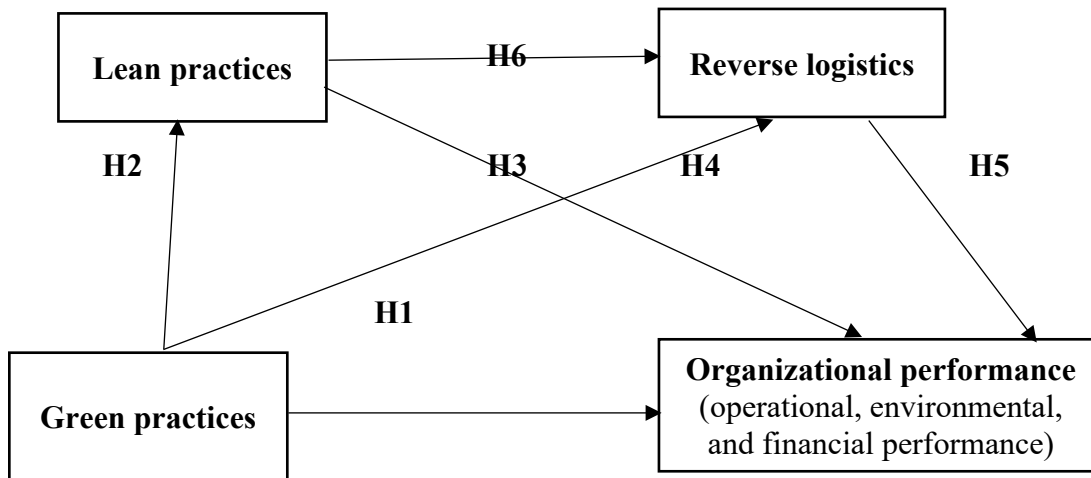 Lean practices
H6
Reverse logistics
H2
H3
H4
H5
H1
Green practices
Organizational performance
(operational, environmental,
and financial performance)